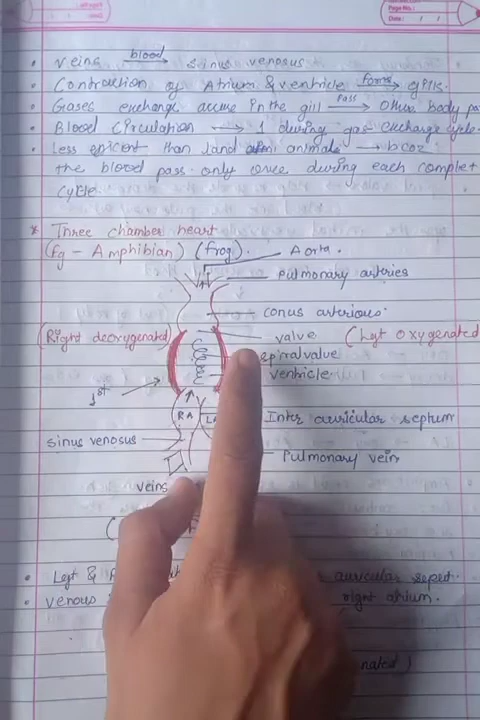 Page No.:
Date: / /
• Veins blood → sinus venosus
• Contraction of Atrium & ventricle Forms → gills.
• Gases exchange accure in the gill Pass → Other body pa
• Blood Circulation → 1 during gas exchange cycle.
• Less efficent than land animals → bcoz
the blood pass only once during each complet
cycle.
* Three chamber heart
(Eg - Amphibian) (frog).
Aorta.
pulmonary arteries
conus arterious.
(Right deoxygenated)
valve
(Left Oxygenated
spiralvalve
ventricle.
1st
RA
Inter auricular septum
sinus venosus
Pulmonary vein
veins
• Left &
auricular sept.
• venous
right atrium.
nated)